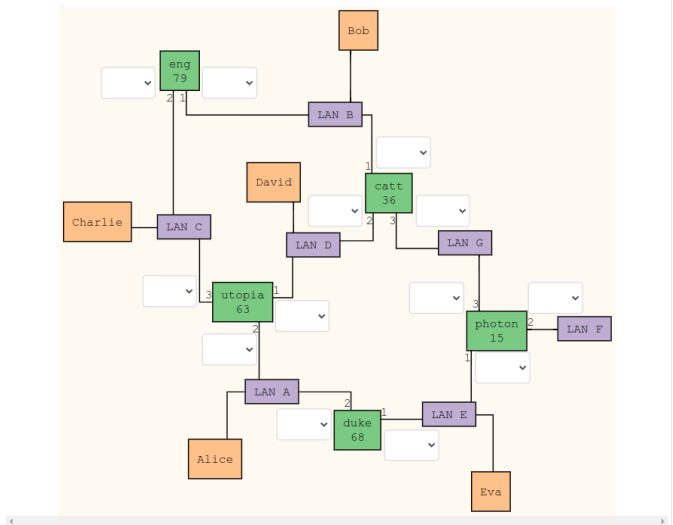 Bob
eng
79
2 1
LAN B
1
David
catt
36
2 3
Charlie
LAN C
LAN D
LAN G
3
utopia
63
1
2
3
photon
15
2
LAN F
1
LAN A
2
duke
68
1
LAN E
Alice
Eva